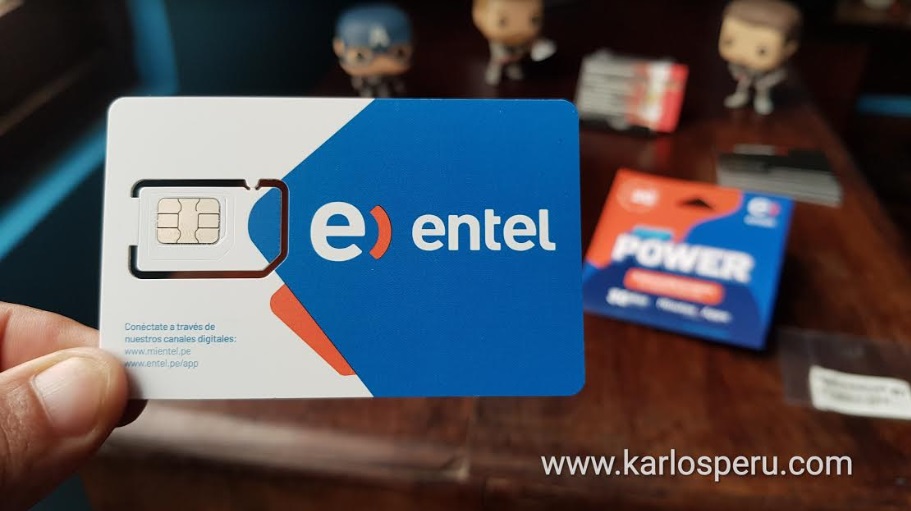 e) entel
Conéctate a través de
nuestros canales digitales:
www.mientel.pe
www.entel.pe/app
POWER
www.karlosperu.com